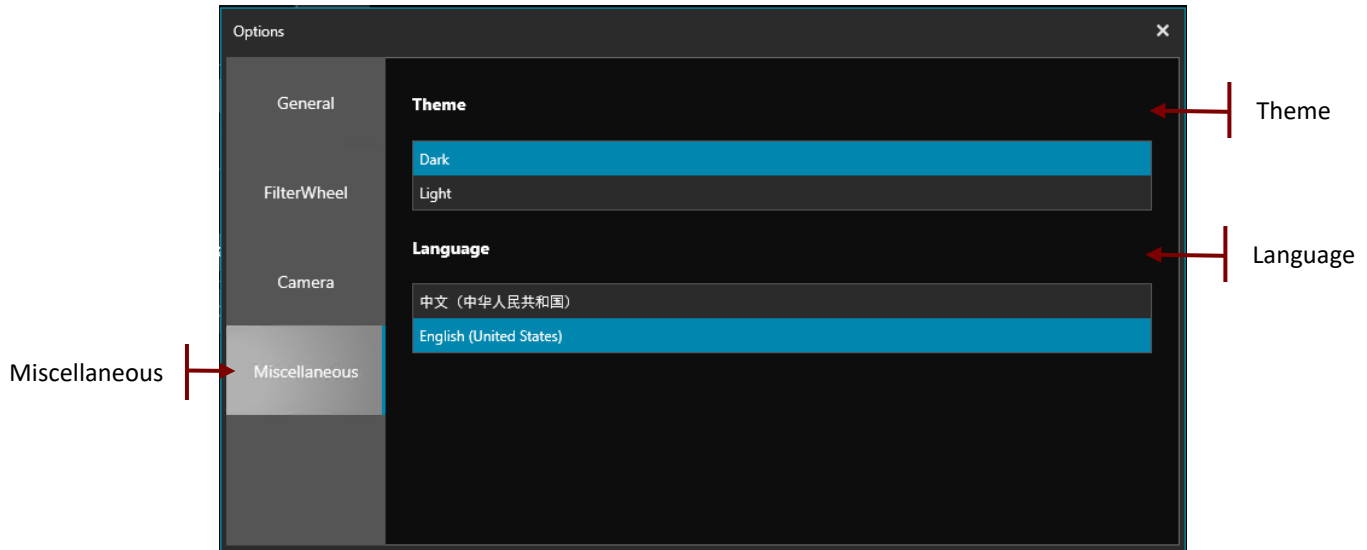 Options
General
FilterWheel
Camera
Miscellaneous
Theme
Dark
Light
Language
中文（中华人民共和国）
English (United States)
Theme
Language
Miscellaneous